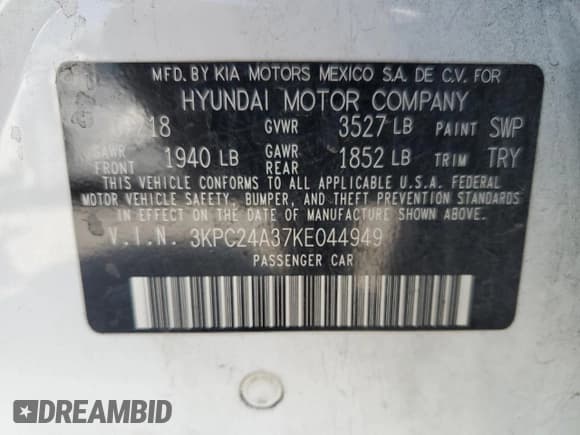 MFD. BY KIA MOTORS MEXICO S.A. DE C.V. FOR
HYUNDAI MOTOR COMPANY
18 GVWR 3527 LB PAINT SWP
GAWR FRONT 1940 LB GAWR REAR 1852 LB TRIM TRY
THIS VEHICLE CONFORMS TO ALL APPLICABLE U.S.A. FEDERAL
MOTOR VEHICLE SAFETY, BUMPER, AND THEFT PREVENTION STANDARDS
IN EFFECT ON THE DATE OF MANUFACTURE SHOWN ABOVE.
V.I.N. 3KPC24A37KE044949
PASSENGER CAR
DREAMBID